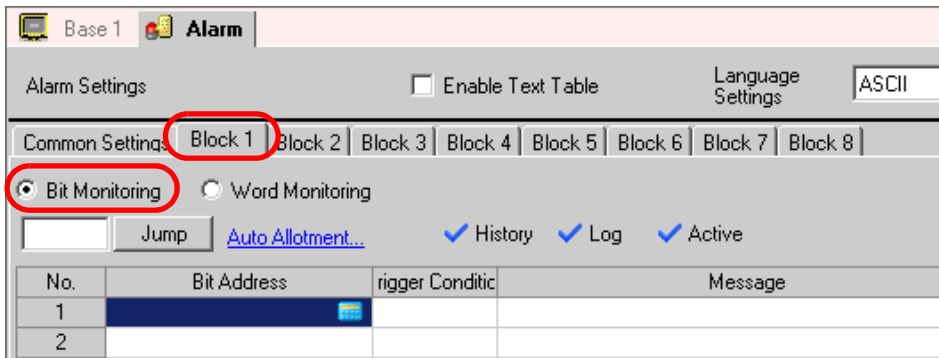 Base 1 Alarm
Alarm Settings Enable Text Table Language Settings ASCII
Common Settings Block 1 Block 2 Block 3 Block 4 Block 5 Block 6 Block 7 Block 8
Bit Monitoring Word Monitoring
Jump Auto Allotment... History Log Active
No. Bit Address rigger Conditic Message
1
2